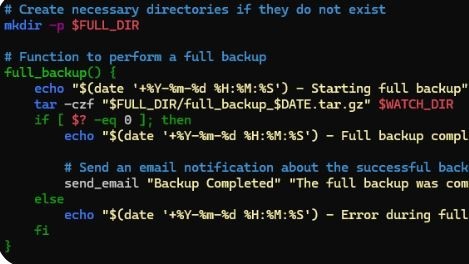 # Create necessary directories if they do not exist
mkdir -p $FULL_DIR

# Function to perform a full backup
full_backup() {
    echo "$(date '+%Y-%m-%d %H:%M:%S') - Starting full backup"
    tar -czf "$FULL_DIR/full_backup_$DATE.tar.gz" $WATCH_DIR
    if [ $? -eq 0 ]; then
        echo "$(date '+%Y-%m-%d %H:%M:%S') - Full backup compl

        # Send an email notification about the successful back
        send_email "Backup Completed" "The full backup was com
    else
        echo "$(date '+%Y-%m-%d %H:%M:%S') - Error during full
    fi
}